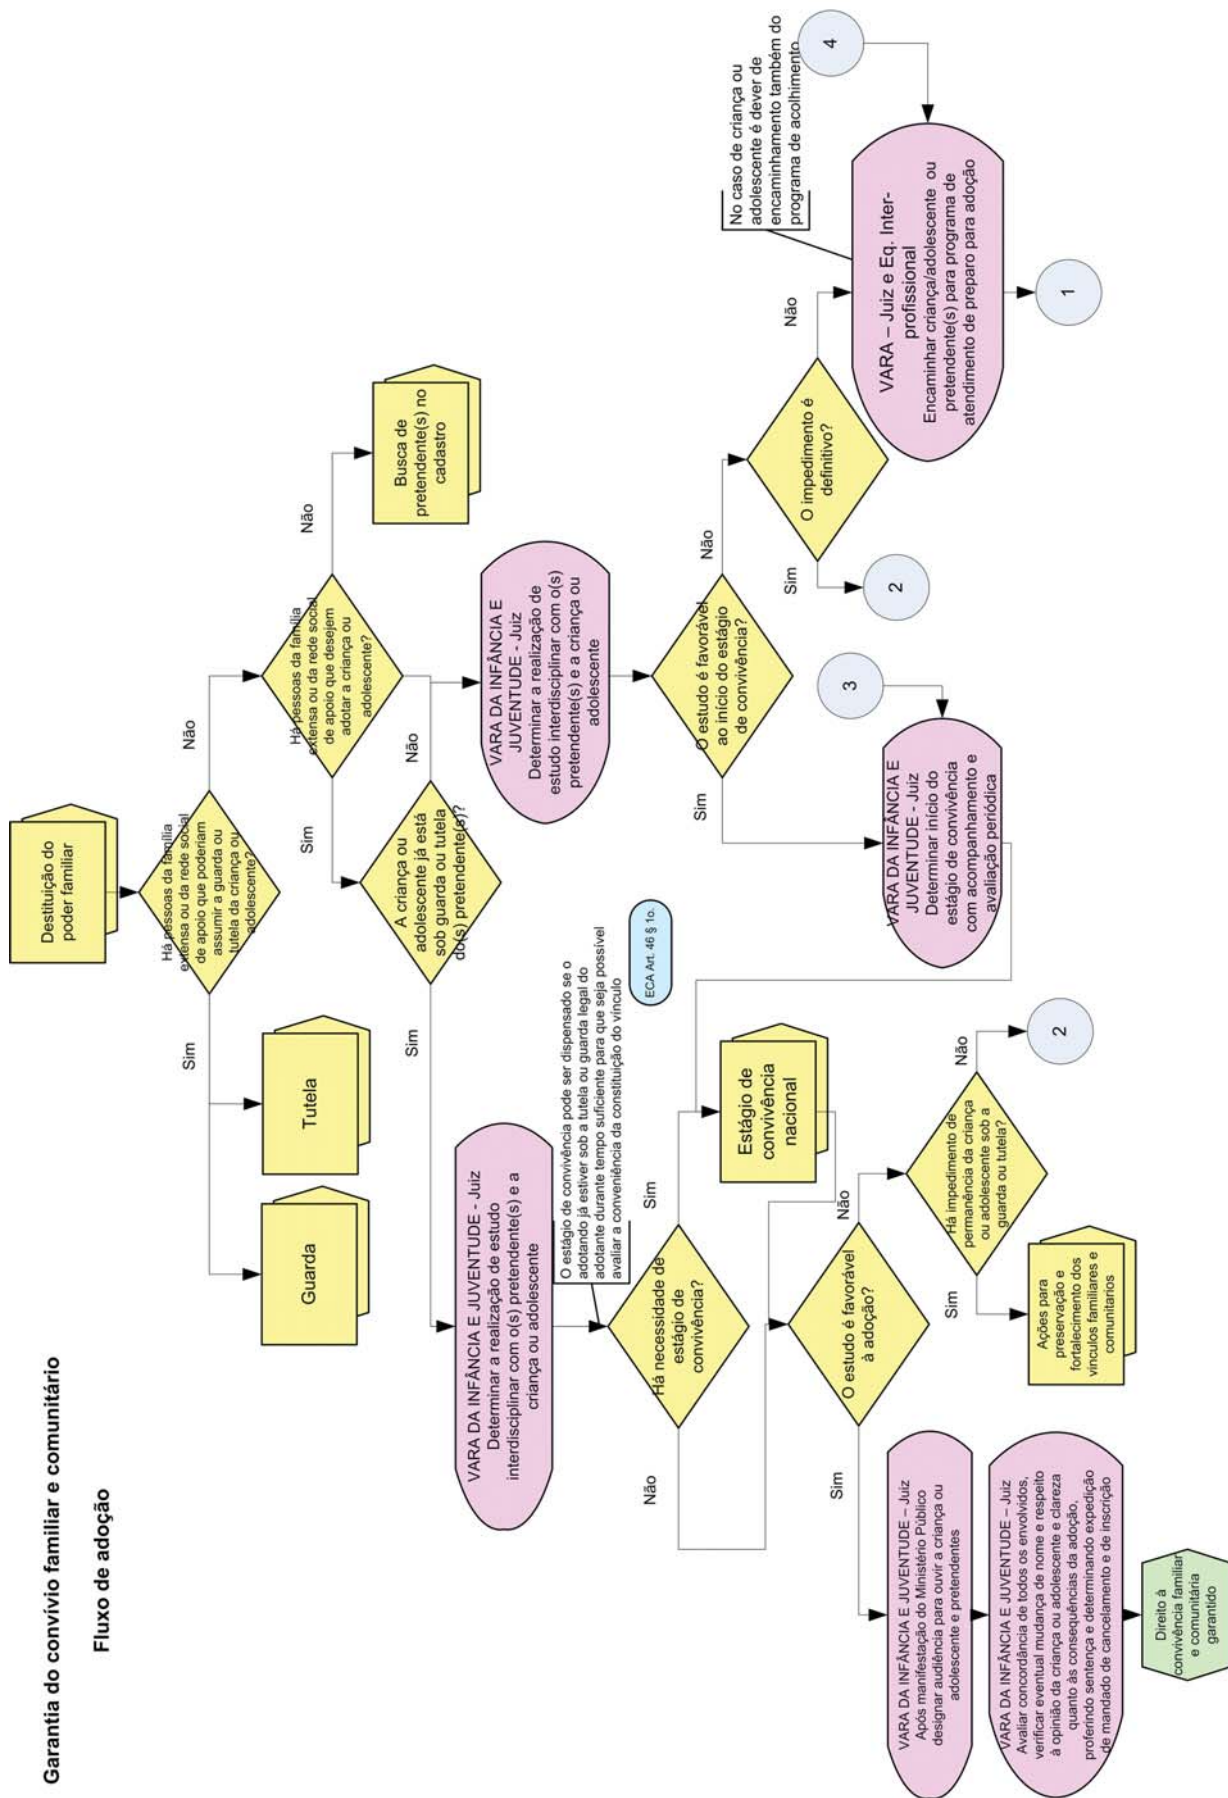 Garantia do convívio familiar e comunitário
Fluxo de adoção
Destituição do
poder familiar
Há pessoas da família
extensa ou da rede social
de apoio que poderiam
assumir a guarda ou
tutela da criança ou
adolescente?
Sim
Não
Guarda
Tutela
Há pessoas da família
extensa ou da rede social
de apoio que desejem
adotar a criança ou
adolescente?
Sim
Não
Busca de
pretendente(s) no
cadastro
A criança ou
adolescente já está
sob guarda ou tutela
do(s) pretendente(s)?
Sim
Não
VARA DA INFÂNCIA E JUVENTUDE - Juiz
Determinar a realização de estudo
interdisciplinar com o(s) pretendente(s) e a
criança ou adolescente
VARA DA INFÂNCIA E
JUVENTUDE - Juiz
Determinar a realização de
estudo interdisciplinar com o(s)
pretendente(s) e a criança ou
adolescente
O estágio de convivência pode ser dispensado se o
adotando já estiver sob a tutela ou guarda legal do
adotante durante tempo suficiente para que seja possível
avaliar a conveniência da constituição do vínculo
ECA Art. 46 § 1o.
Há necessidade de
estágio de
convivência?
Não
Sim
Estágio de
convivência
nacional
O estudo é favorável
ao início do estágio
de convivência?
Sim
Não
O impedimento é
definitivo?
Sim
Não
2
No caso de criança ou
adolescente é dever de
encaminhamento também do
programa de acolhimento
4
VARA – Juiz e Eq. Inter-
profissional
Encaminhar criança/adolescente ou
pretendente(s) para programa de
atendimento de preparo para adoção
1
3
VARA DA INFÂNCIA E
JUVENTUDE - Juiz
Determinar início do
estágio de convivência
com acompanhamento e
avaliação periódica
O estudo é favorável
à adoção?
Sim
Não
Há impedimento de
permanência da criança
ou adolescente sob a
guarda ou tutela?
Sim
Não
2
Ações para
preservação e
fortalecimento dos
vínculos familiares e
comunitarios
VARA DA INFÂNCIA E JUVENTUDE – Juiz
Após manifestação do Ministério Público
designar audiência para ouvir a criança ou
adolescente e pretendentes
VARA DA INFÂNCIA E JUVENTUDE – Juiz
Avaliar concordância de todos os envolvidos,
verificar eventual mudança de nome e respeito
à opinião da criança ou adolescente e clareza
quanto às consequências da adoção,
proferindo sentença e determinando expedição
de mandado de cancelamento e de inscrição
Direito à
convivência familiar
e comunitária
garantido